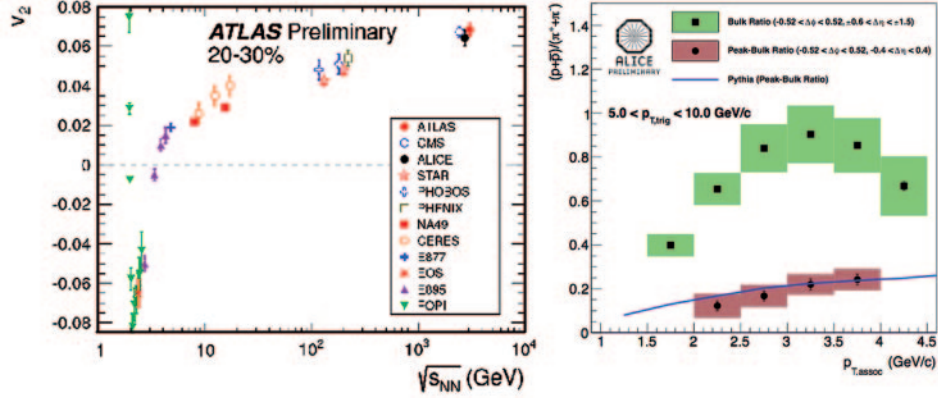 v2
ATLAS Preliminary
20-30%
0.08
0.06
0.04
0.02
0
-0.02
-0.04
-0.06
-0.08
ATLAS
CMS
ALICE
STAR
PHOBOS
PHENIX
NA49
CERES
E877
EOS
E895
FOPI
1
10
10²
10³
10⁴
√sNN (GeV)
(p+p̄)/(π⁺+π⁻)
1.4
1.2
1
0.8
0.6
0.4
0.2
0
ALICE
PRELIMINARY
Bulk Ratio (-0.52 < Δφ < 0.52, ±0.6 < Δη < ±1.5)
Peak-Bulk Ratio (-0.52 < Δφ < 0.52, -0.4 < Δη < 0.4)
Pythia (Peak-Bulk Ratio)
5.0 < pT,trig < 10.0 GeV/c
1
1.5
2
2.5
3
3.5
4
4.5
pT,assoc (GeV/c)